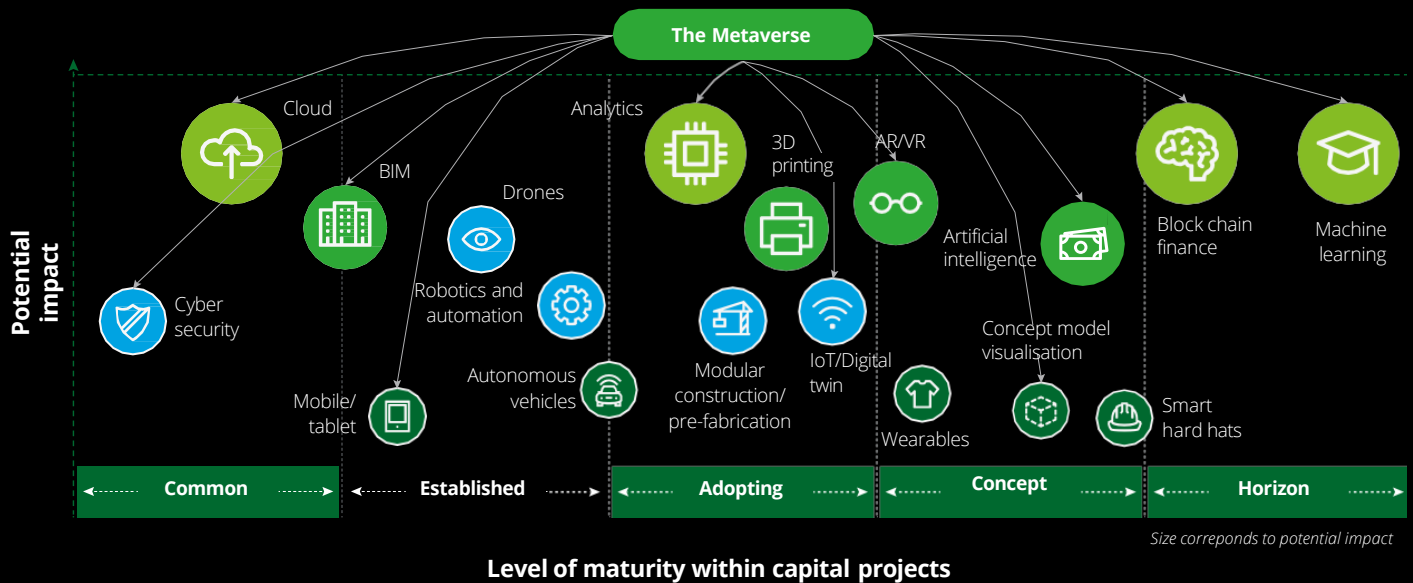 The Metaverse
Cloud
Analytics
3D
printing
AR/VR
BIM
Drones
Block chain
finance
Machine
learning
Artificial
intelligence
Potential
impact
Cyber
security
Robotics and
automation
Concept model
visualisation
IoT/Digital
twin
Modular
construction/
pre-fabrication
Autonomous
vehicles
Mobile/
tablet
Wearables
Smart
hard hats
Common
Established
Adopting
Concept
Horizon
Size correponds to potential impact
Level of maturity within capital projects